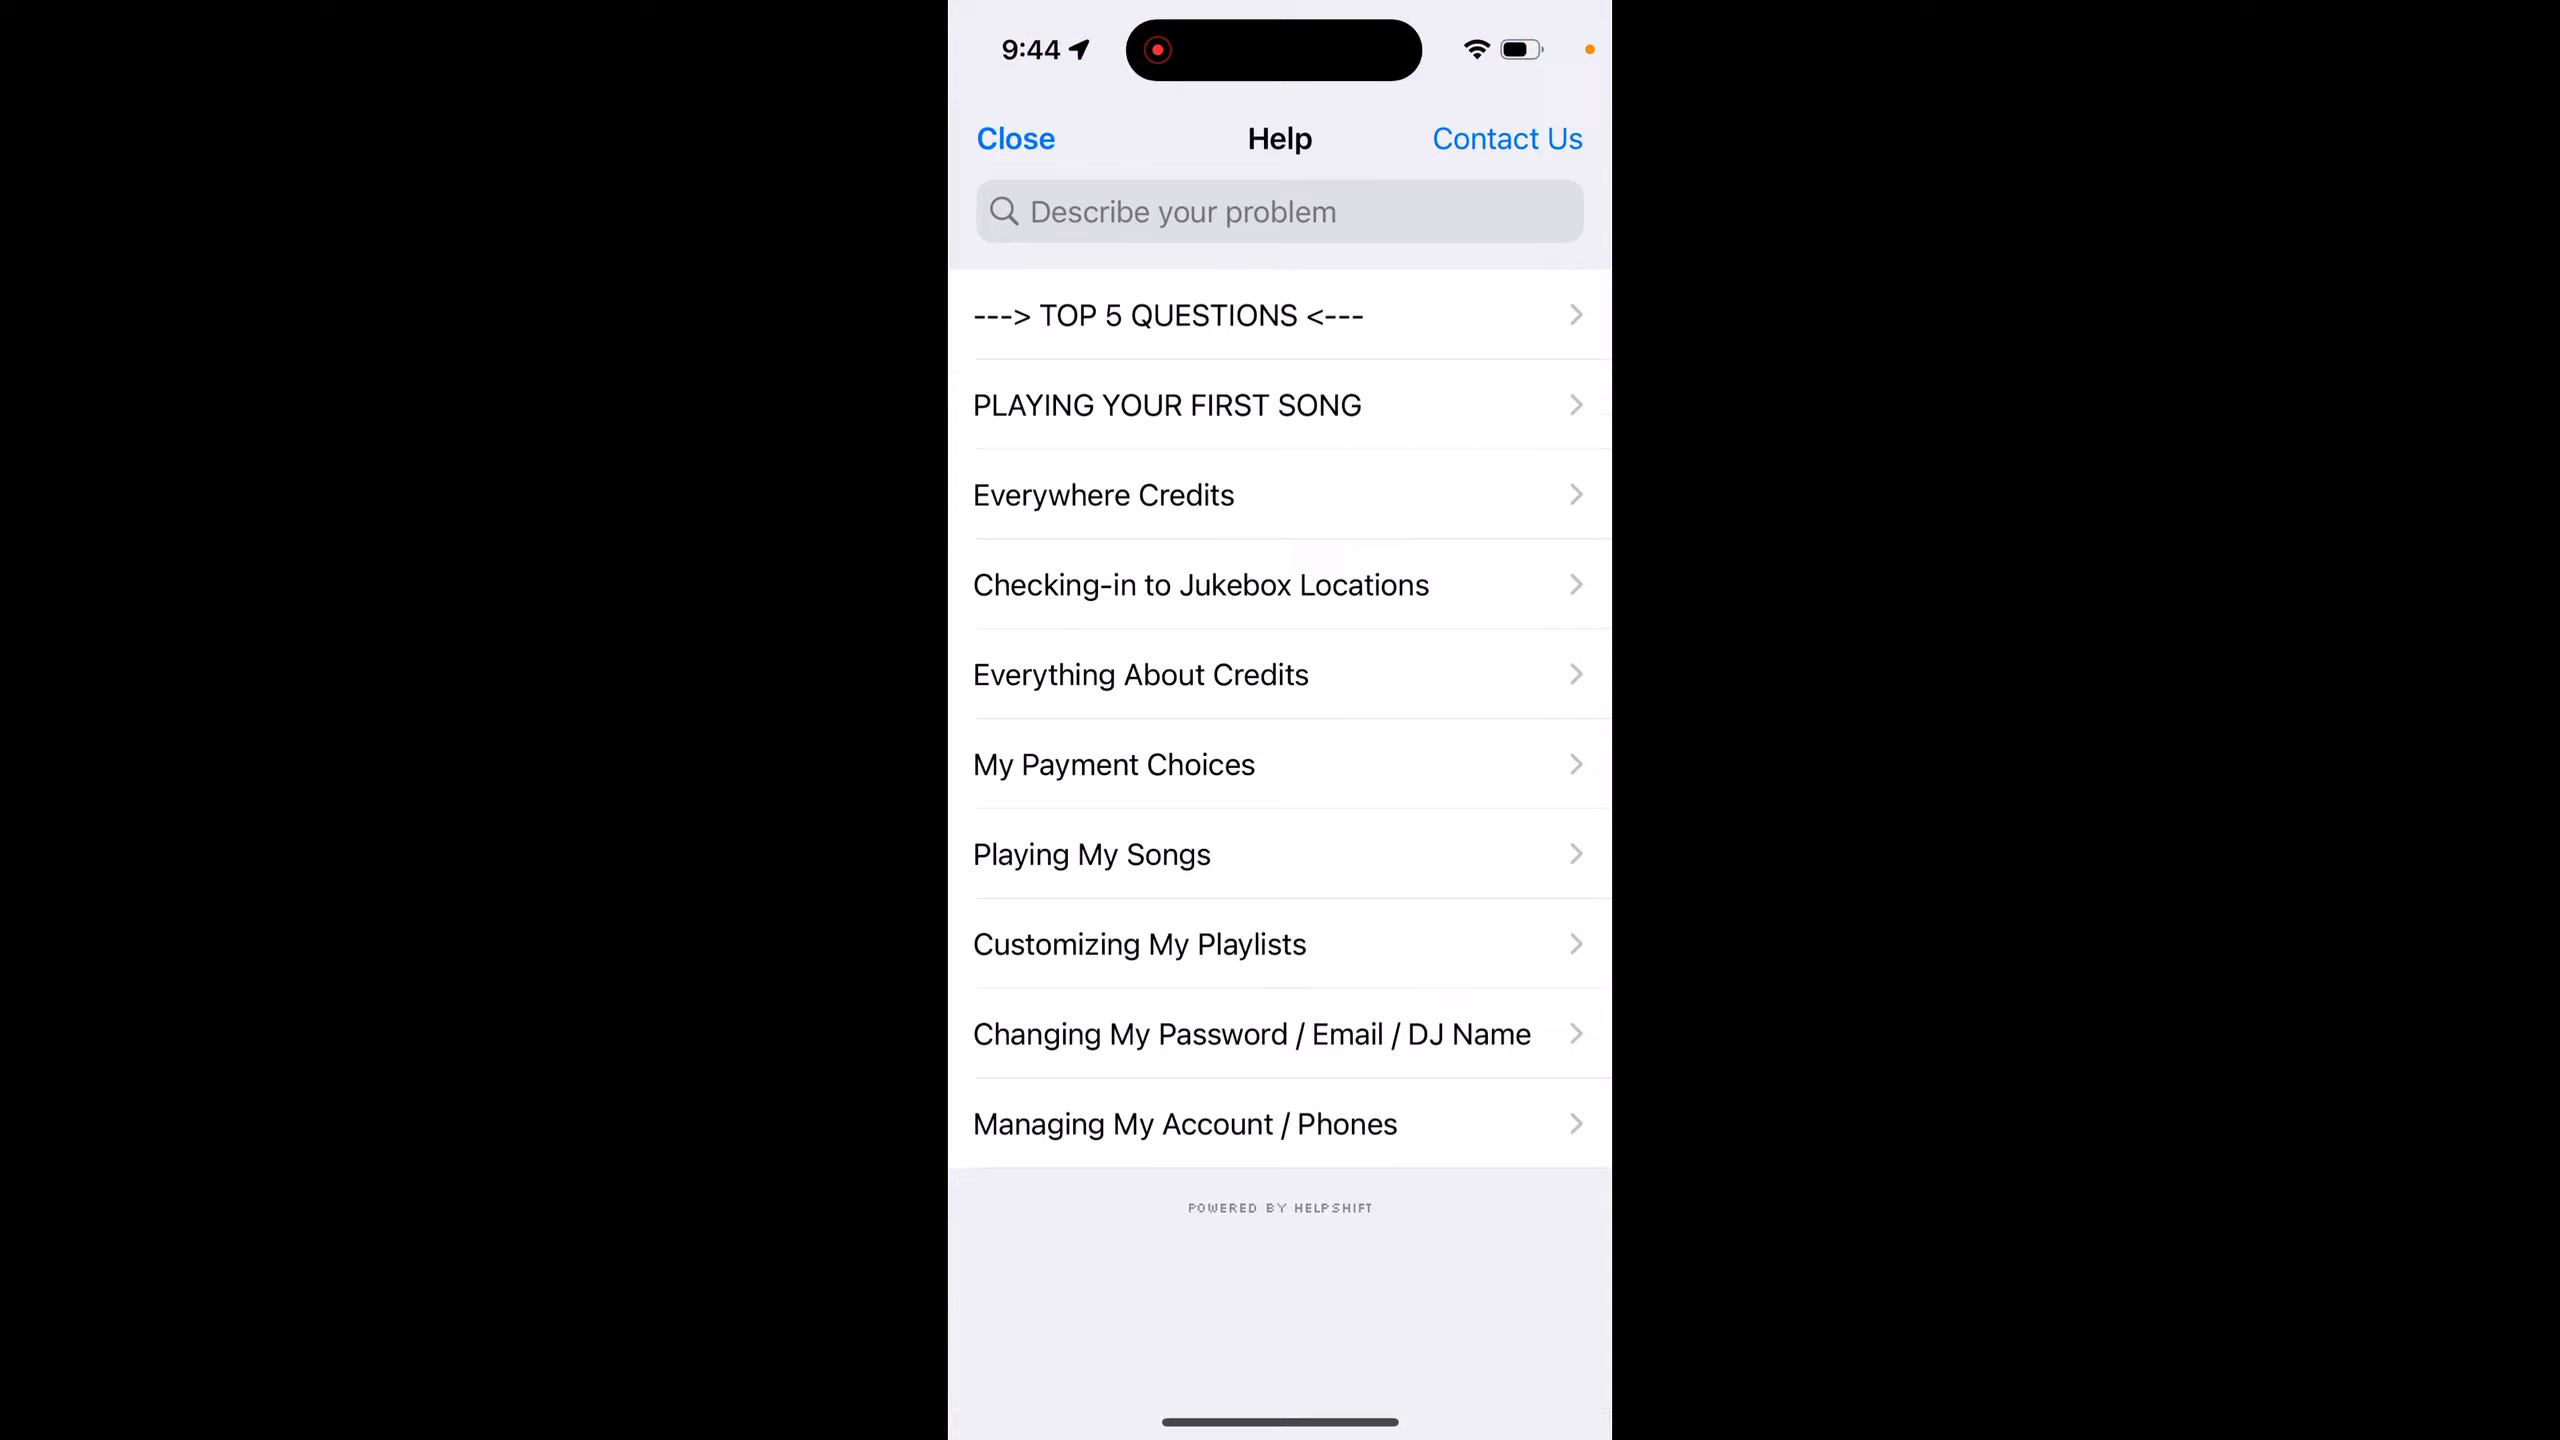 9:44
Close
Help
Contact Us
Describe your problem
---> TOP 5 QUESTIONS <---
PLAYING YOUR FIRST SONG
Everywhere Credits
Checking-in to Jukebox Locations
Everything About Credits
My Payment Choices
Playing My Songs
Customizing My Playlists
Changing My Password / Email / DJ Name
Managing My Account / Phones
POWERED BY HELPSHIFT